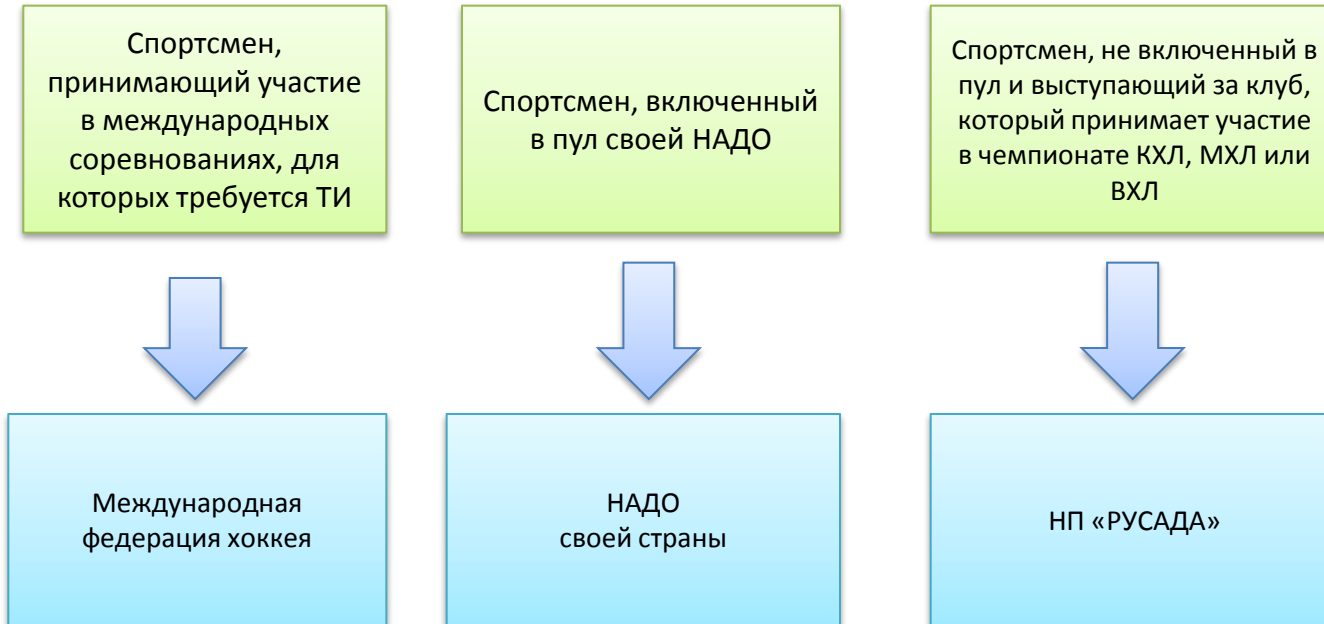 Спортсмен,
принимающий участие
в международных
соревнованиях, для
которых требуется ТИ
Спортсмен, включенный
в пул своей НАДО
Спортсмен, не включенный в
пул и выступающий за клуб,
который принимает участие
в чемпионате КХЛ, МХЛ или
ВХЛ
Международная
федерация хоккея
НАДО
своей страны
НП «РУСАДА»